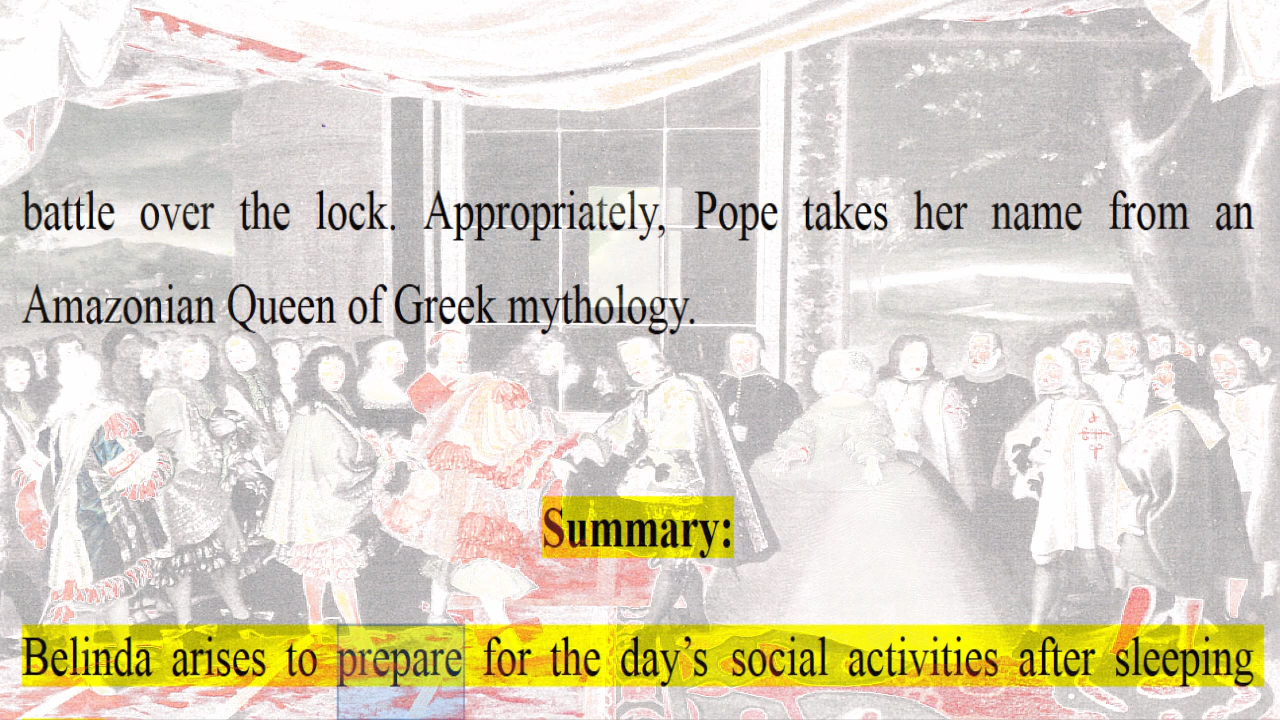 battle over the lock. Appropriately, Pope takes her name from an
Amazonian Queen of Greek mythology.
Summary:
Belinda arises to prepare for the day’s social activities after sleeping